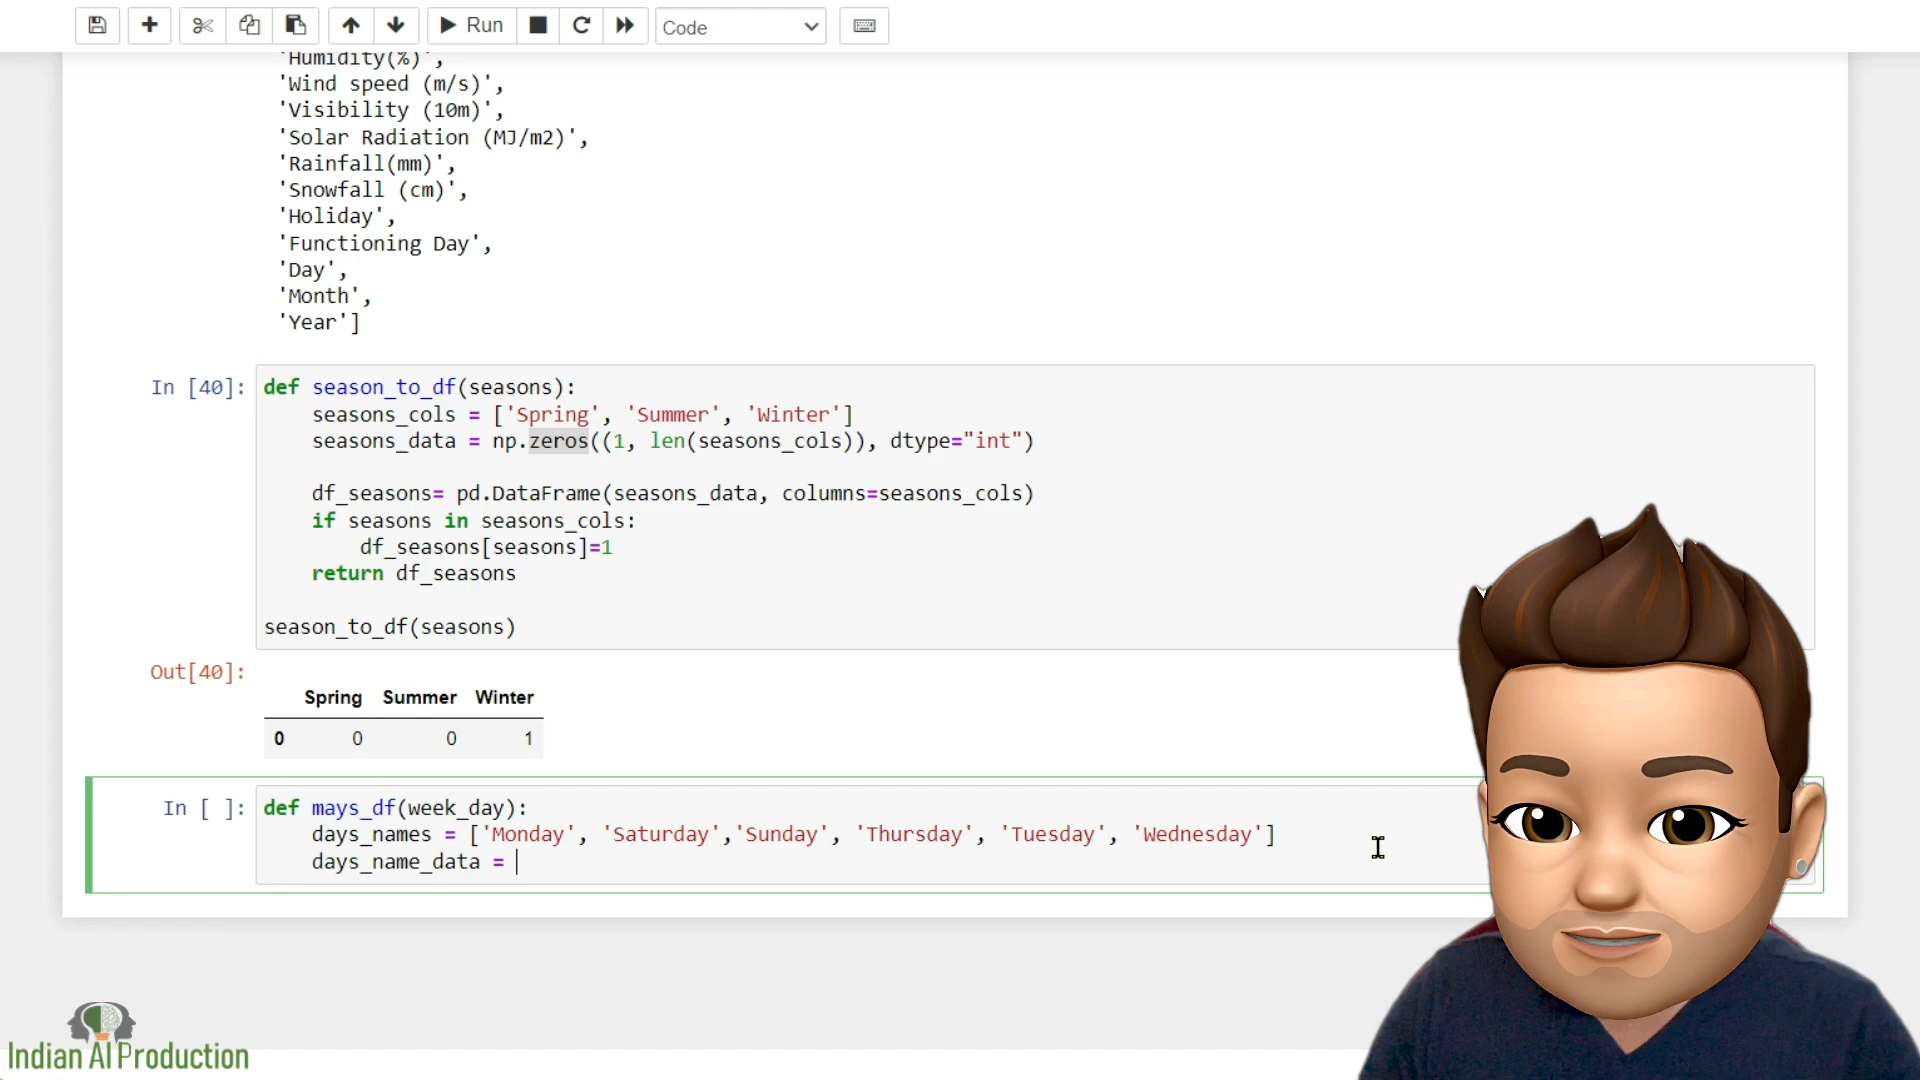 Run
Code
'Humidity(%)',
'Wind speed (m/s)',
'Visibility (10m)',
'Solar Radiation (MJ/m2)',
'Rainfall(mm)',
'Snowfall (cm)',
'Holiday',
'Functioning Day',
'Day',
'Month',
'Year']
In [40]:
def season_to_df(seasons):
    seasons_cols = ['Spring', 'Summer', 'Winter']
    seasons_data = np.zeros((1, len(seasons_cols)), dtype="int")
    df_seasons= pd.DataFrame(seasons_data, columns=seasons_cols)
    if seasons in seasons_cols:
        df_seasons[seasons]=1
    return df_seasons
season_to_df(seasons)
Out[40]:
Spring Summer Winter
0 0 0 1
In [ ]:
def mays_df(week_day):
    days_names = ['Monday', 'Saturday','Sunday', 'Thursday', 'Tuesday', 'Wednesday']
    days_name_data =
Indian AI Production